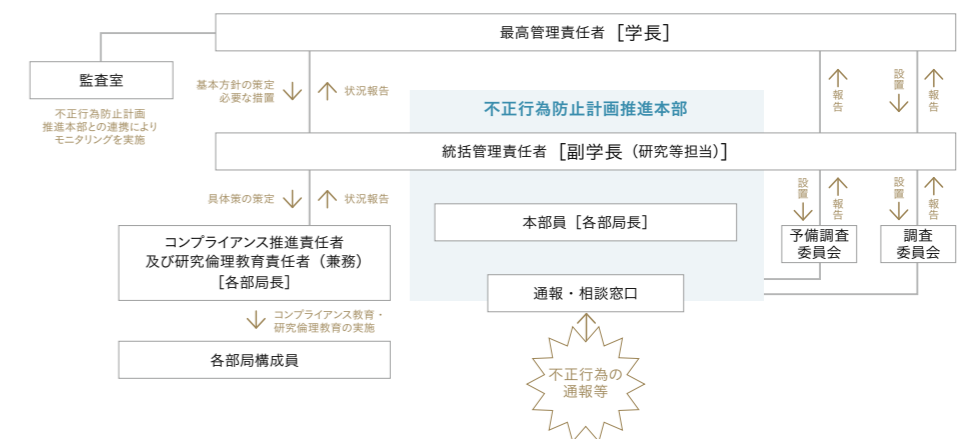 最高管理責任者［学長］
監査室
不正行為防止計画
推進本部との連携により
モニタリングを実施
基本方針の策定
必要な措置
状況報告
報告
設置
報告
不正行為防止計画推進本部
統括管理責任者［副学長（研究等担当）］
具体策の策定
状況報告
設置
報告
設置
報告
本部員［各部局長］
コンプライアンス推進責任者
及び研究倫理教育責任者（兼務）
［各部局長］
予備調査
委員会
調査
委員会
通報・相談窓口
コンプライアンス教育・
研究倫理教育の実施
各部局構成員
不正行為の
通報等